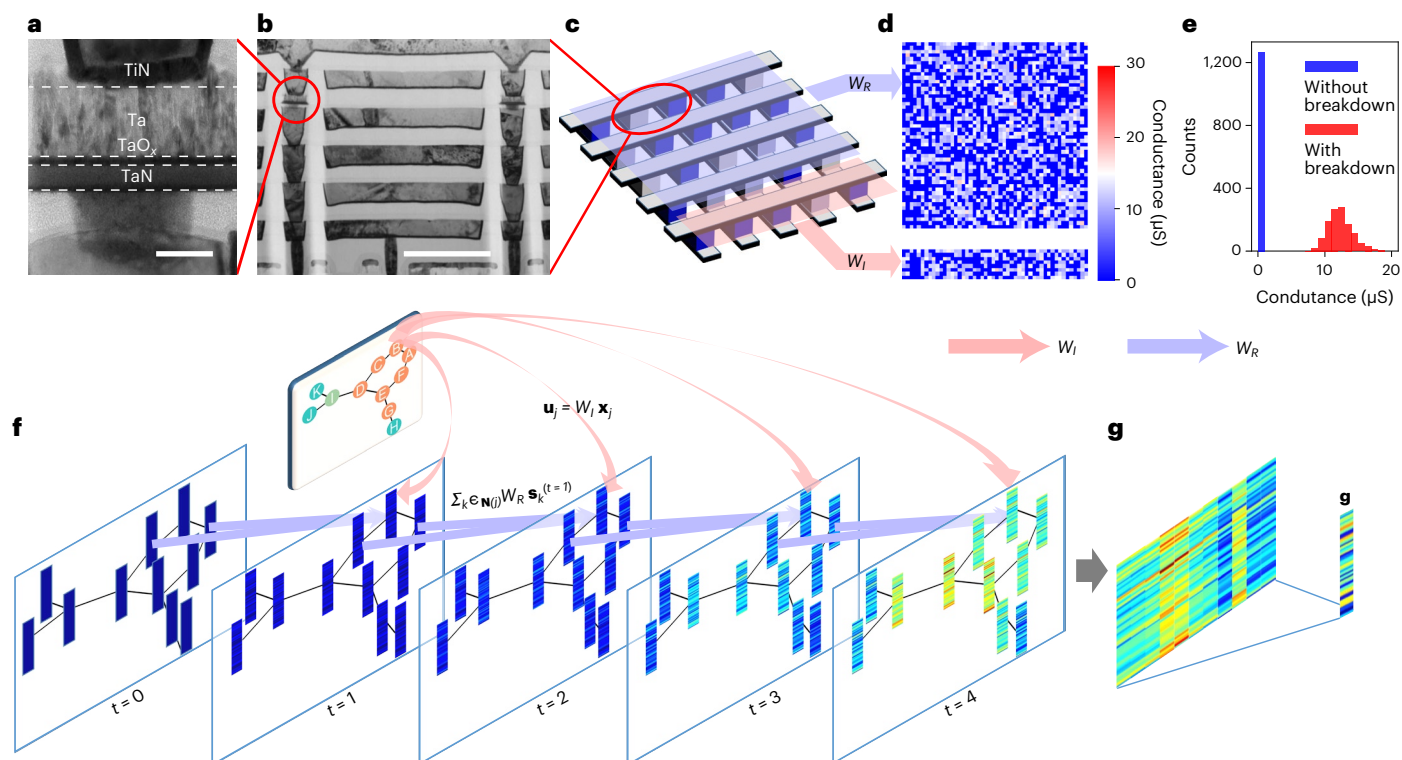 a
TiN
Ta
TaOx
TaN
b
c
WR
WI
d
30
20
10
0
Conductance (μS)
e
1,200
800
400
0
Counts
Without
breakdown
With
breakdown
0 10 20
Condutance (μS)
WI
WR
f
A
B
C
D
E
F
G
H
I
J
K
uj = WI xj
Σk∈N(j)WR sk(t = 1)
t = 0
t = 1
t = 2
t = 3
t = 4
g
g